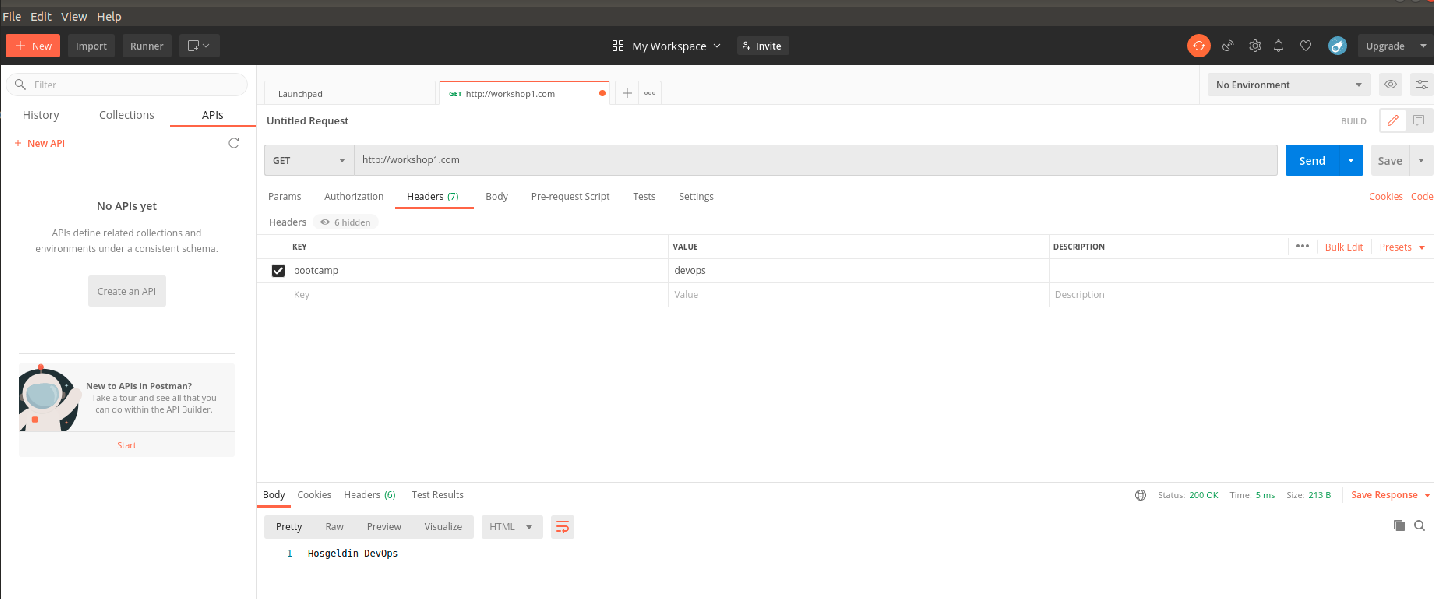 File Edit View Help
+ New Import Runner My Workspace Invite Upgrade
Filter
Launchpad GET http://workshop1.com No Environment
History Collections APIs
Untitled Request BUILD
+ New API
GET http://workshop1.com Send Save
Params Authorization Headers (7) Body Pre-request Script Tests Settings Cookies Code
No APIs yet
Headers 6 hidden
APIs define related collections and
environments under a consistent schema.
KEY VALUE DESCRIPTION ••• Bulk Edit Presets
bootcamp devops
Create an API
Key Value Description
New to APIs in Postman?
Take a tour and see all that you
can do within the API Builder.
Start
Body Cookies Headers (6) Test Results Status: 200 OK Time: 5 ms Size: 213 B Save Response
Pretty Raw Preview Visualize HTML
1 Hosgeldin DevOps